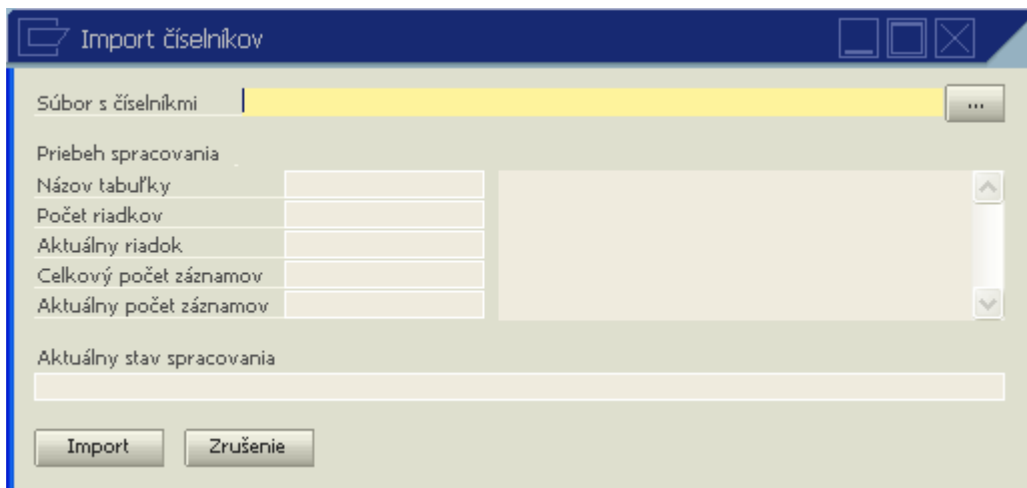 Import číselníkov
Súbor s číselníkmi ...
Priebeh spracovania
Názov tabuľky
Počet riadkov
Aktuálny riadok
Celkový počet záznamov
Aktuálny počet záznamov
Aktuálny stav spracovania
Import Zrušenie